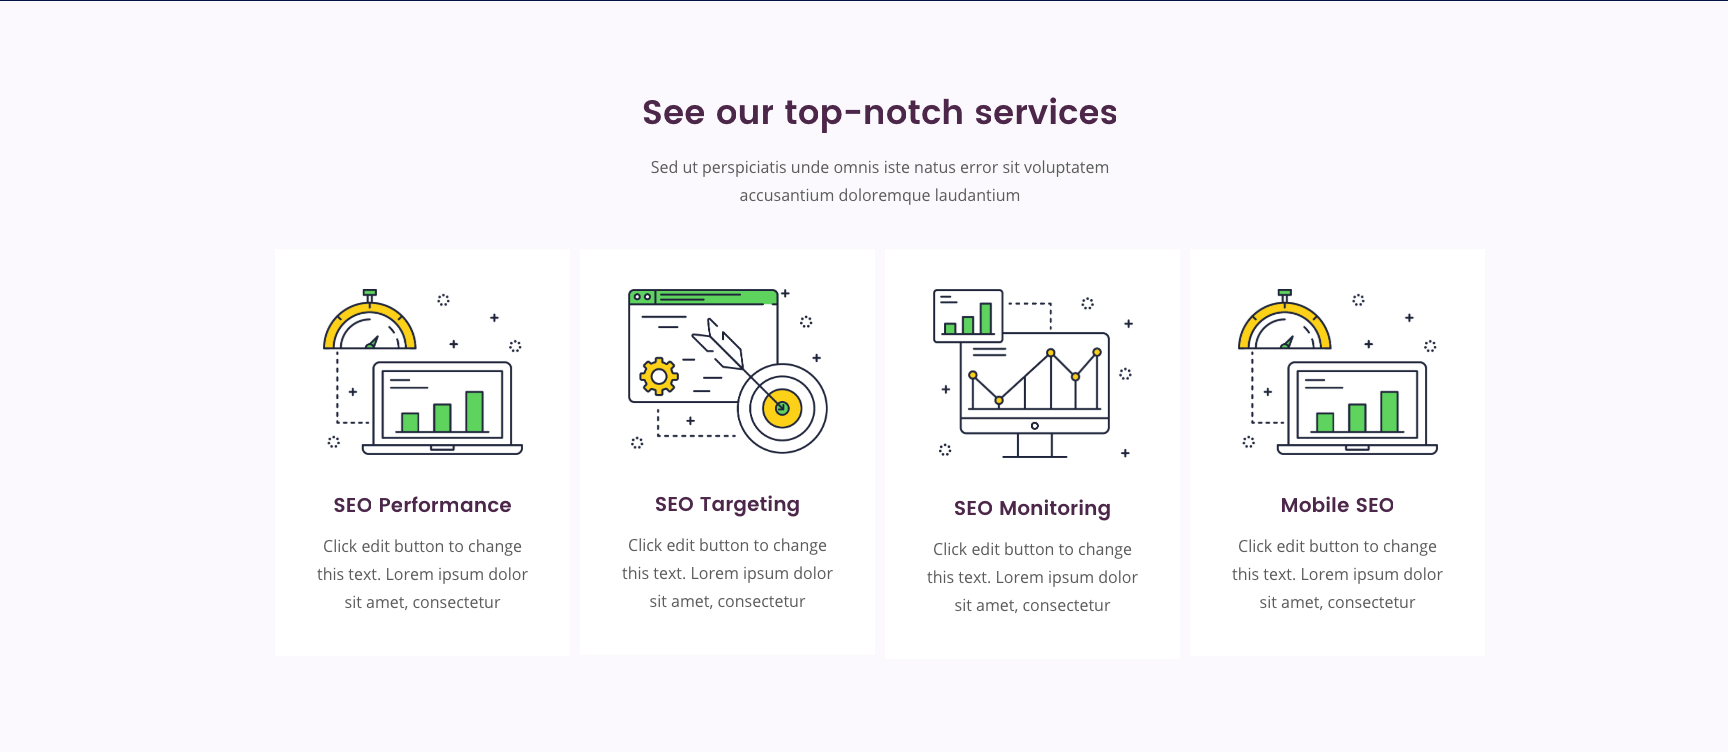 See our top-notch services
Sed ut perspiciatis unde omnis iste natus error sit voluptatem
accusantium doloremque laudantium
SEO Performance
Click edit button to change
this text. Lorem ipsum dolor
sit amet, consectetur
SEO Targeting
Click edit button to change
this text. Lorem ipsum dolor
sit amet, consectetur
SEO Monitoring
Click edit button to change
this text. Lorem ipsum dolor
sit amet, consectetur
Mobile SEO
Click edit button to change
this text. Lorem ipsum dolor
sit amet, consectetur